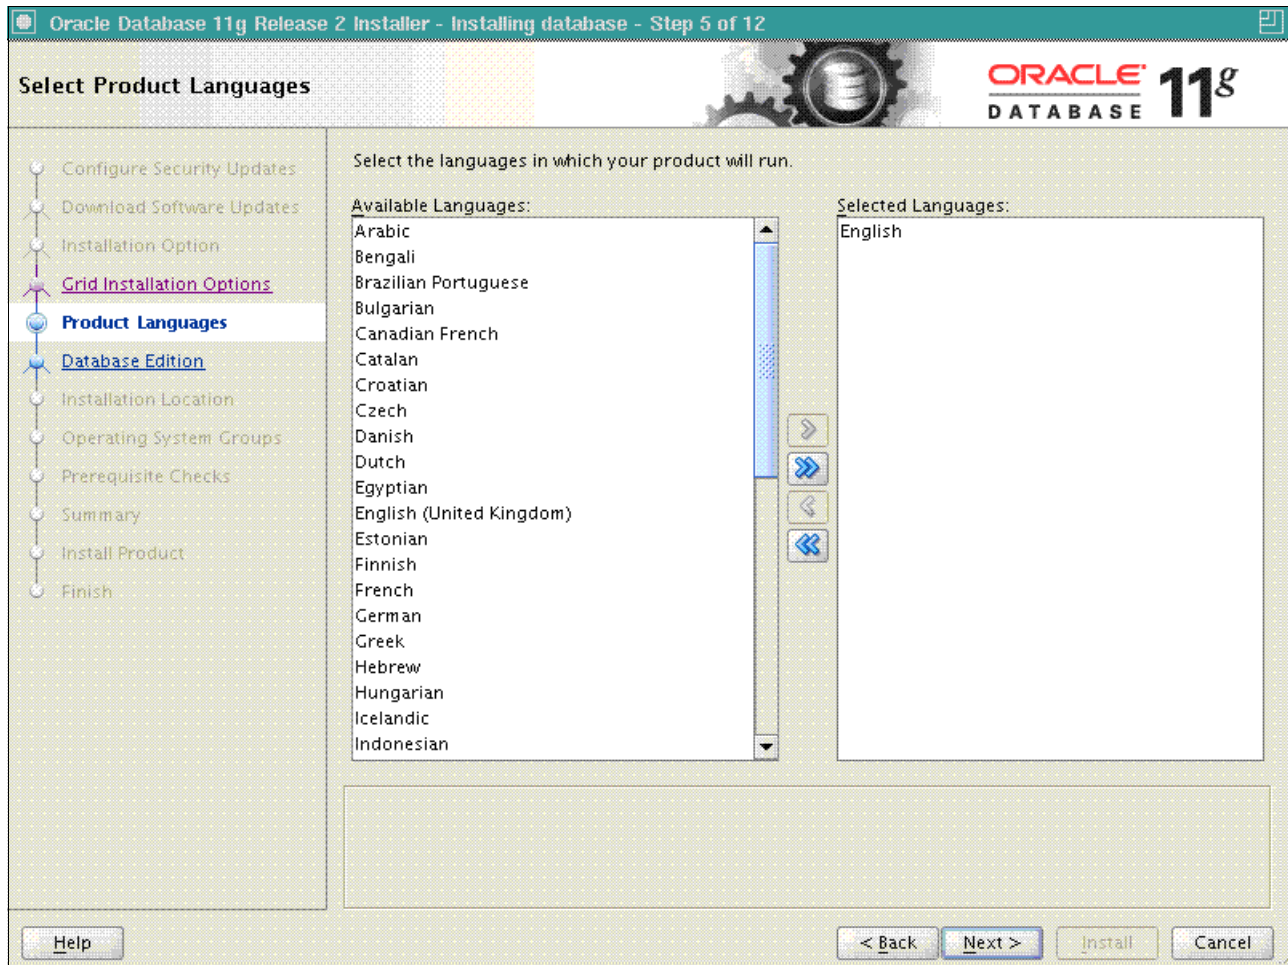 Oracle Database 11g Release 2 Installer - Installing database - Step 5 of 12
Select Product Languages
ORACLE
DATABASE
11g
Configure Security Updates
Download Software Updates
Installation Option
Grid Installation Options
Product Languages
Database Edition
Installation Location
Operating System Groups
Prerequisite Checks
Summary
Install Product
Finish
Select the languages in which your product will run.
Available Languages:
Arabic
Bengali
Brazilian Portuguese
Bulgarian
Canadian French
Catalan
Croatian
Czech
Danish
Dutch
Egyptian
English (United Kingdom)
Estonian
Finnish
French
German
Greek
Hebrew
Hungarian
Icelandic
Indonesian
Selected Languages:
English
Help
< Back
Next >
Install
Cancel